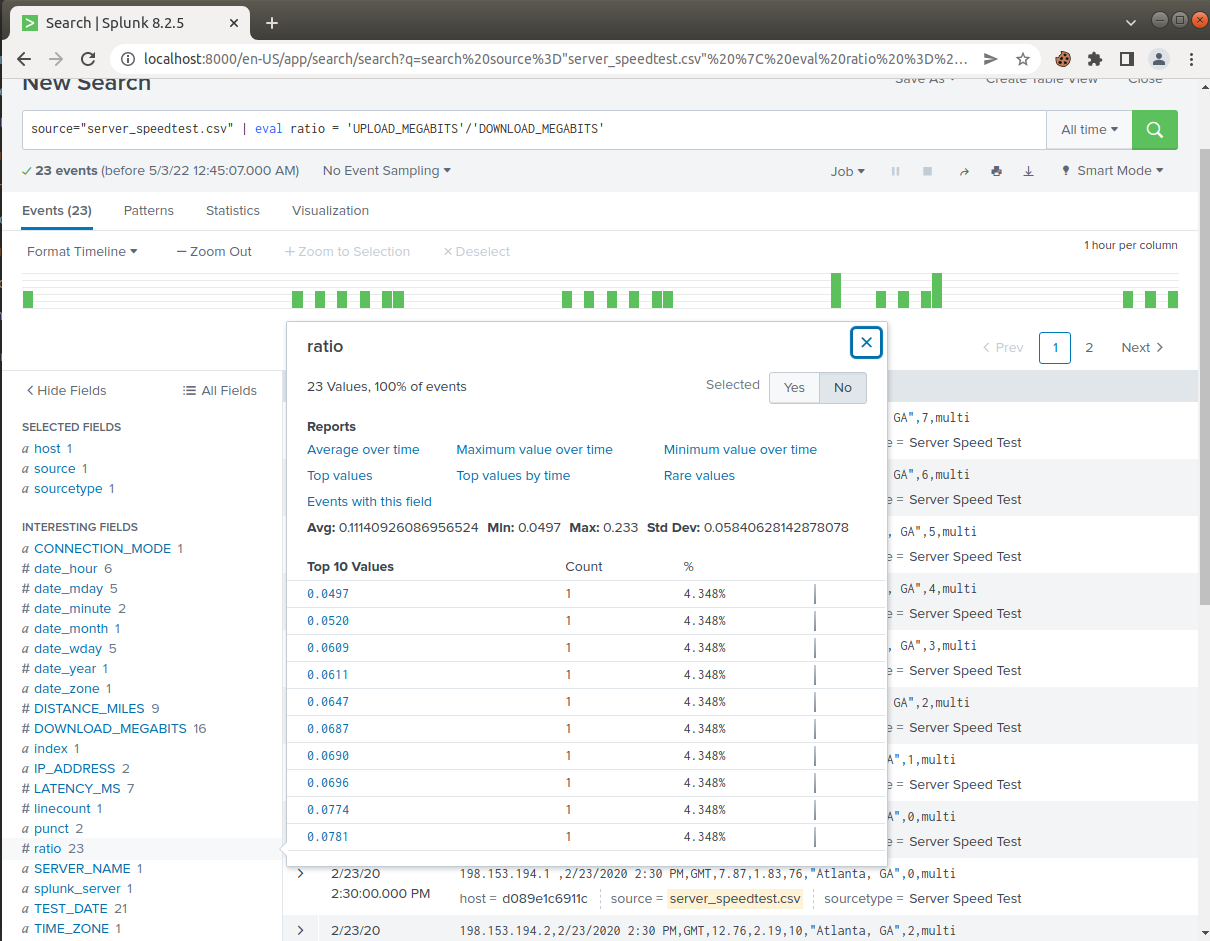 Search | Splunk 8.2.5
localhost:8000/en-US/app/search/search?q=search%20source%3D"server_speedtest.csv"%20%7C%20eval%20ratio%20%3D%2...
New Search
Save As
Create Table View
Close
source="server_speedtest.csv" | eval ratio = 'UPLOAD_MEGABITS'/'DOWNLOAD_MEGABITS'
All time
23 events (before 5/3/22 12:45:07.000 AM)
No Event Sampling
Job
Smart Mode
Events (23)
Patterns
Statistics
Visualization
Format Timeline
— Zoom Out
+ Zoom to Selection
× Deselect
1 hour per column
< Prev
1
2
Next >
< Hide Fields
All Fields
SELECTED FIELDS
a host 1
a source 1
a sourcetype 1
INTERESTING FIELDS
a CONNECTION_MODE 1
# date_hour 6
# date_mday 5
# date_minute 2
a date_month 1
a date_wday 5
# date_year 1
a date_zone 1
# DISTANCE_MILES 9
# DOWNLOAD_MEGABITS 16
a index 1
a IP_ADDRESS 2
# LATENCY_MS 7
# linecount 1
a punct 2
# ratio 23
a SERVER_NAME 1
a splunk_server 1
a TEST_DATE 21
a TIME_ZONE 1
ratio
23 Values, 100% of events
Selected
Yes
No
Reports
Average over time
Maximum value over time
Minimum value over time
Top values
Top values by time
Rare values
Events with this field
Avg: 0.11140926086956524 Min: 0.0497 Max: 0.233 Std Dev: 0.05840628142878078
Top 10 Values Count %
0.0497 1 4.348%
0.0520 1 4.348%
0.0609 1 4.348%
0.0611 1 4.348%
0.0647 1 4.348%
0.0687 1 4.348%
0.0690 1 4.348%
0.0696 1 4.348%
0.0774 1 4.348%
0.0781 1 4.348%
GA",7,multi
e = Server Speed Test
GA",6,multi
e = Server Speed Test
, GA",5,multi
e = Server Speed Test
, GA",4,multi
e = Server Speed Test
, GA",3,multi
e = Server Speed Test
GA",2,multi
e = Server Speed Test
A",1,multi
e = Server Speed Test
A",0,multi
e = Server Speed Test
2/23/20
2:30:00.000 PM
198.153.194.1 ,2/23/2020 2:30 PM,GMT,7.87,1.83,76,"Atlanta, GA",0,multi
host = d089e1c6911c source = server_speedtest.csv sourcetype = Server Speed Test
2/23/20
198.153.194.2,2/23/2020 2:30 PM,GMT,12.76,2.19,10,"Atlanta, GA",2,multi